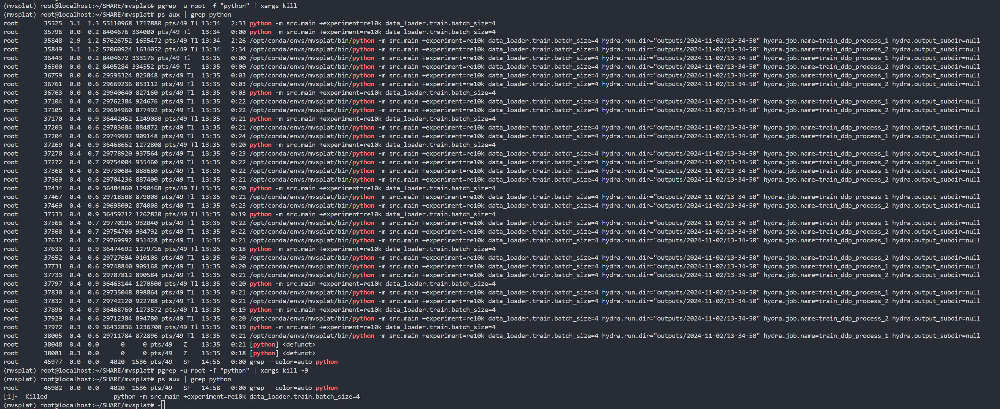 (mvsplat) root@localhost:~/SHARE/mvsplat# pgrep -u root -f "python" | xargs kill
(mvsplat) root@localhost:~/SHARE/mvsplat# ps aux | grep python
root 35525 3.1 1.3 55110968 1717880 pts/49 Tl 13:34 2:33 python -m src.main +experiment=re10k data_loader.train.batch_size=4
root 35796 0.0 0.2 8404676 334000 pts/49 Tl 13:34 0:00 python -m src.main +experiment=re10k data_loader.train.batch_size=4
root 35848 2.9 1.2 57626752 1655472 pts/49 Tl 13:34 2:26 /opt/conda/envs/mvsplat/bin/python -m src.main +experiment=re10k data_loader.train.batch_size=4 hydra.run.dir="outputs/2024-11-02/13-34-50" hydra.job.name=train_ddp_process_1 hydra.output_subdir=null
root 35849 3.1 1.2 57060924 1634052 pts/49 Tl 13:34 2:34 /opt/conda/envs/mvsplat/bin/python -m src.main +experiment=re10k data_loader.train.batch_size=4 hydra.run.dir="outputs/2024-11-02/13-34-50" hydra.job.name=train_ddp_process_2 hydra.output_subdir=null
root 36443 0.0 0.2 8404672 333176 pts/49 Tl 13:35 0:00 /opt/conda/envs/mvsplat/bin/python -m src.main +experiment=re10k data_loader.train.batch_size=4 hydra.run.dir="outputs/2024-11-02/13-34-50" hydra.job.name=train_ddp_process_1 hydra.output_subdir=null
root 36500 0.0 0.2 8405284 334552 pts/49 Tl 13:35 0:00 /opt/conda/envs/mvsplat/bin/python -m src.main +experiment=re10k data_loader.train.batch_size=4 hydra.run.dir="outputs/2024-11-02/13-34-50" hydra.job.name=train_ddp_process_2 hydra.output_subdir=null
root 36759 0.0 0.6 29595324 825848 pts/49 Tl 13:35 0:03 /opt/conda/envs/mvsplat/bin/python -m src.main +experiment=re10k data_loader.train.batch_size=4 hydra.run.dir="outputs/2024-11-02/13-34-50" hydra.job.name=train_ddp_process_1 hydra.output_subdir=null
root 36761 0.0 0.6 29669236 853112 pts/49 Tl 13:35 0:03 /opt/conda/envs/mvsplat/bin/python -m src.main +experiment=re10k data_loader.train.batch_size=4 hydra.run.dir="outputs/2024-11-02/13-34-50" hydra.job.name=train_ddp_process_2 hydra.output_subdir=null
root 36763 0.0 0.6 29940640 827160 pts/49 Tl 13:35 0:03 python -m src.main +experiment=re10k data_loader.train.batch_size=4
root 37104 0.4 0.7 29762384 924676 pts/49 Tl 13:35 0:22 /opt/conda/envs/mvsplat/bin/python -m src.main +experiment=re10k data_loader.train.batch_size=4 hydra.run.dir="outputs/2024-11-02/13-34-50" hydra.job.name=train_ddp_process_1 hydra.output_subdir=null
root 37105 0.4 0.6 29694960 877492 pts/49 Tl 13:35 0:22 /opt/conda/envs/mvsplat/bin/python -m src.main +experiment=re10k data_loader.train.batch_size=4 hydra.run.dir="outputs/2024-11-02/13-34-50" hydra.job.name=train_ddp_process_2 hydra.output_subdir=null
root 37170 0.4 0.9 36442452 1249080 pts/49 Tl 13:35 0:21 python -m src.main +experiment=re10k data_loader.train.batch_size=4
root 37203 0.4 0.6 29703684 884872 pts/49 Tl 13:35 0:21 /opt/conda/envs/mvsplat/bin/python -m src.main +experiment=re10k data_loader.train.batch_size=4 hydra.run.dir="outputs/2024-11-02/13-34-50" hydra.job.name=train_ddp_process_2 hydra.output_subdir=null
root 37204 0.4 0.6 29749992 909148 pts/49 Tl 13:35 0:24 /opt/conda/envs/mvsplat/bin/python -m src.main +experiment=re10k data_loader.train.batch_size=4 hydra.run.dir="outputs/2024-11-02/13-34-50" hydra.job.name=train_ddp_process_1 hydra.output_subdir=null
root 37269 0.4 0.9 36468652 1272808 pts/49 Tl 13:35 0:20 python -m src.main +experiment=re10k data_loader.train.batch_size=4
root 37270 0.4 0.7 29778920 937564 pts/49 Tl 13:35 0:23 /opt/conda/envs/mvsplat/bin/python -m src.main +experiment=re10k data_loader.train.batch_size=4 hydra.run.dir="outputs/2024-11-02/13-34-50" hydra.job.name=train_ddp_process_1 hydra.output_subdir=null
root 37272 0.4 0.7 29754004 935460 pts/49 Tl 13:35 0:22 /opt/conda/envs/mvsplat/bin/python -m src.main +experiment=re10k data_loader.train.batch_size=4 hydra.run.dir="outputs/2024-11-02/13-34-50" hydra.job.name=train_ddp_process_2 hydra.output_subdir=null
root 37368 0.4 0.6 29730604 888680 pts/49 Tl 13:35 0:22 /opt/conda/envs/mvsplat/bin/python -m src.main +experiment=re10k data_loader.train.batch_size=4 hydra.run.dir="outputs/2024-11-02/13-34-50" hydra.job.name=train_ddp_process_1 hydra.output_subdir=null
root 37369 0.4 0.6 29704236 887400 pts/49 Tl 13:35 0:21 /opt/conda/envs/mvsplat/bin/python -m src.main +experiment=re10k data_loader.train.batch_size=4 hydra.run.dir="outputs/2024-11-02/13-34-50" hydra.job.name=train_ddp_process_2 hydra.output_subdir=null
root 37434 0.4 0.9 36484860 1290468 pts/49 Tl 13:35 0:20 python -m src.main +experiment=re10k data_loader.train.batch_size=4
root 37467 0.4 0.6 29718508 879008 pts/49 Tl 13:35 0:21 /opt/conda/envs/mvsplat/bin/python -m src.main +experiment=re10k data_loader.train.batch_size=4 hydra.run.dir="outputs/2024-11-02/13-34-50" hydra.job.name=train_ddp_process_1 hydra.output_subdir=null
root 37469 0.4 0.6 29695092 874008 pts/49 Tl 13:35 0:23 /opt/conda/envs/mvsplat/bin/python -m src.main +experiment=re10k data_loader.train.batch_size=4 hydra.run.dir="outputs/2024-11-02/13-34-50" hydra.job.name=train_ddp_process_2 hydra.output_subdir=null
root 37533 0.4 0.9 36459212 1262820 pts/49 Tl 13:35 0:19 python -m src.main +experiment=re10k data_loader.train.batch_size=4
root 37566 0.4 0.7 29770196 932040 pts/49 Tl 13:35 0:22 /opt/conda/envs/mvsplat/bin/python -m src.main +experiment=re10k data_loader.train.batch_size=4 hydra.run.dir="outputs/2024-11-02/13-34-50" hydra.job.name=train_ddp_process_1 hydra.output_subdir=null
root 37568 0.4 0.7 29754760 934792 pts/49 Tl 13:35 0:22 /opt/conda/envs/mvsplat/bin/python -m src.main +experiment=re10k data_loader.train.batch_size=4 hydra.run.dir="outputs/2024-11-02/13-34-50" hydra.job.name=train_ddp_process_2 hydra.output_subdir=null
root 37632 0.4 0.7 29769992 931428 pts/49 Tl 13:35 0:21 /opt/conda/envs/mvsplat/bin/python -m src.main +experiment=re10k data_loader.train.batch_size=4 hydra.run.dir="outputs/2024-11-02/13-34-50" hydra.job.name=train_ddp_process_1 hydra.output_subdir=null
root 37633 0.3 0.9 36474692 1279716 pts/49 Tl 13:35 0:18 python -m src.main +experiment=re10k data_loader.train.batch_size=4
root 37652 0.4 0.6 29727604 910108 pts/49 Tl 13:35 0:20 /opt/conda/envs/mvsplat/bin/python -m src.main +experiment=re10k data_loader.train.batch_size=4 hydra.run.dir="outputs/2024-11-02/13-34-50" hydra.job.name=train_ddp_process_2 hydra.output_subdir=null
root 37731 0.4 0.6 29748840 909168 pts/49 Tl 13:35 0:20 /opt/conda/envs/mvsplat/bin/python -m src.main +experiment=re10k data_loader.train.batch_size=4 hydra.run.dir="outputs/2024-11-02/13-34-50" hydra.job.name=train_ddp_process_1 hydra.output_subdir=null
root 37733 0.4 0.6 29707812 890584 pts/49 Tl 13:35 0:21 /opt/conda/envs/mvsplat/bin/python -m src.main +experiment=re10k data_loader.train.batch_size=4 hydra.run.dir="outputs/2024-11-02/13-34-50" hydra.job.name=train_ddp_process_2 hydra.output_subdir=null
root 37797 0.4 0.9 36463144 1270500 pts/49 Tl 13:35 0:20 python -m src.main +experiment=re10k data_loader.train.batch_size=4
root 37830 0.4 0.6 29735048 898864 pts/49 Tl 13:35 0:21 /opt/conda/envs/mvsplat/bin/python -m src.main +experiment=re10k data_loader.train.batch_size=4 hydra.run.dir="outputs/2024-11-02/13-34-50" hydra.job.name=train_ddp_process_1 hydra.output_subdir=null
root 37832 0.4 0.7 29742120 922788 pts/49 Tl 13:35 0:21 /opt/conda/envs/mvsplat/bin/python -m src.main +experiment=re10k data_loader.train.batch_size=4 hydra.run.dir="outputs/2024-11-02/13-34-50" hydra.job.name=train_ddp_process_2 hydra.output_subdir=null
root 37896 0.4 0.9 36468760 1273572 pts/49 Tl 13:35 0:19 python -m src.main +experiment=re10k data_loader.train.batch_size=4
root 37929 0.4 0.6 29712384 894780 pts/49 Tl 13:35 0:20 /opt/conda/envs/mvsplat/bin/python -m src.main +experiment=re10k data_loader.train.batch_size=4 hydra.run.dir="outputs/2024-11-02/13-34-50" hydra.job.name=train_ddp_process_2 hydra.output_subdir=null
root 37972 0.3 0.9 36432836 1236708 pts/49 Tl 13:35 0:19 python -m src.main +experiment=re10k data_loader.train.batch_size=4
root 38005 0.4 0.6 29711784 872896 pts/49 Tl 13:35 0:21 /opt/conda/envs/mvsplat/bin/python -m src.main +experiment=re10k data_loader.train.batch_size=4 hydra.run.dir="outputs/2024-11-02/13-34-50" hydra.job.name=train_ddp_process_1 hydra.output_subdir=null
root 38048 0.4 0.0 0 0 pts/49 Z 13:35 0:21 [python] <defunct>
root 38081 0.3 0.0 0 0 pts/49 Z 13:35 0:18 [python] <defunct>
root 45977 0.0 0.0 4020 1536 pts/49 S+ 14:56 0:00 grep --color=auto python
(mvsplat) root@localhost:~/SHARE/mvsplat# pgrep -u root -f "python" | xargs kill -9
(mvsplat) root@localhost:~/SHARE/mvsplat# ps aux | grep python
root 45982 0.0 0.0 4020 1536 pts/49 S+ 14:58 0:00 grep --color=auto python
[1]- Killed python -m src.main +experiment=re10k data_loader.train.batch_size=4
(mvsplat) root@localhost:~/SHARE/mvsplat# ~